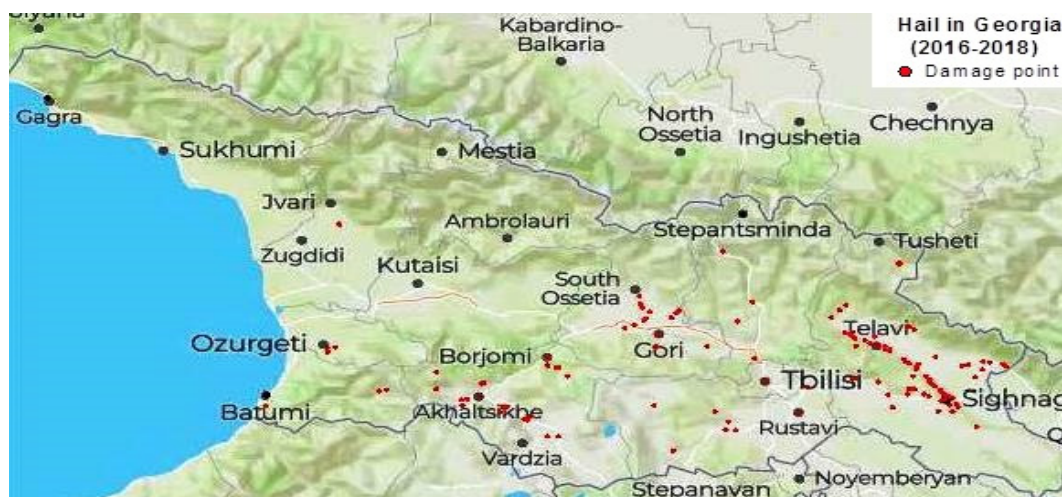 Hail in Georgia
(2016-2018)
Damage point
Kabardino-
Balkaria
Gagra
Sukhumi
Mestia
North
Ossetia
Ingushetia
Chechnya
Jvari
Zugdidi
Ambrolauri
Stepantsminda
Tusheti
Kutaisi
South
Ossetia
Ozurgeti
Borjomi
Gori
Telavi
Tbilisi
Batumi
Akhaltsikhe
Rustavi
Sighnag
Vardzia
Stepanavan
Noyemberyan